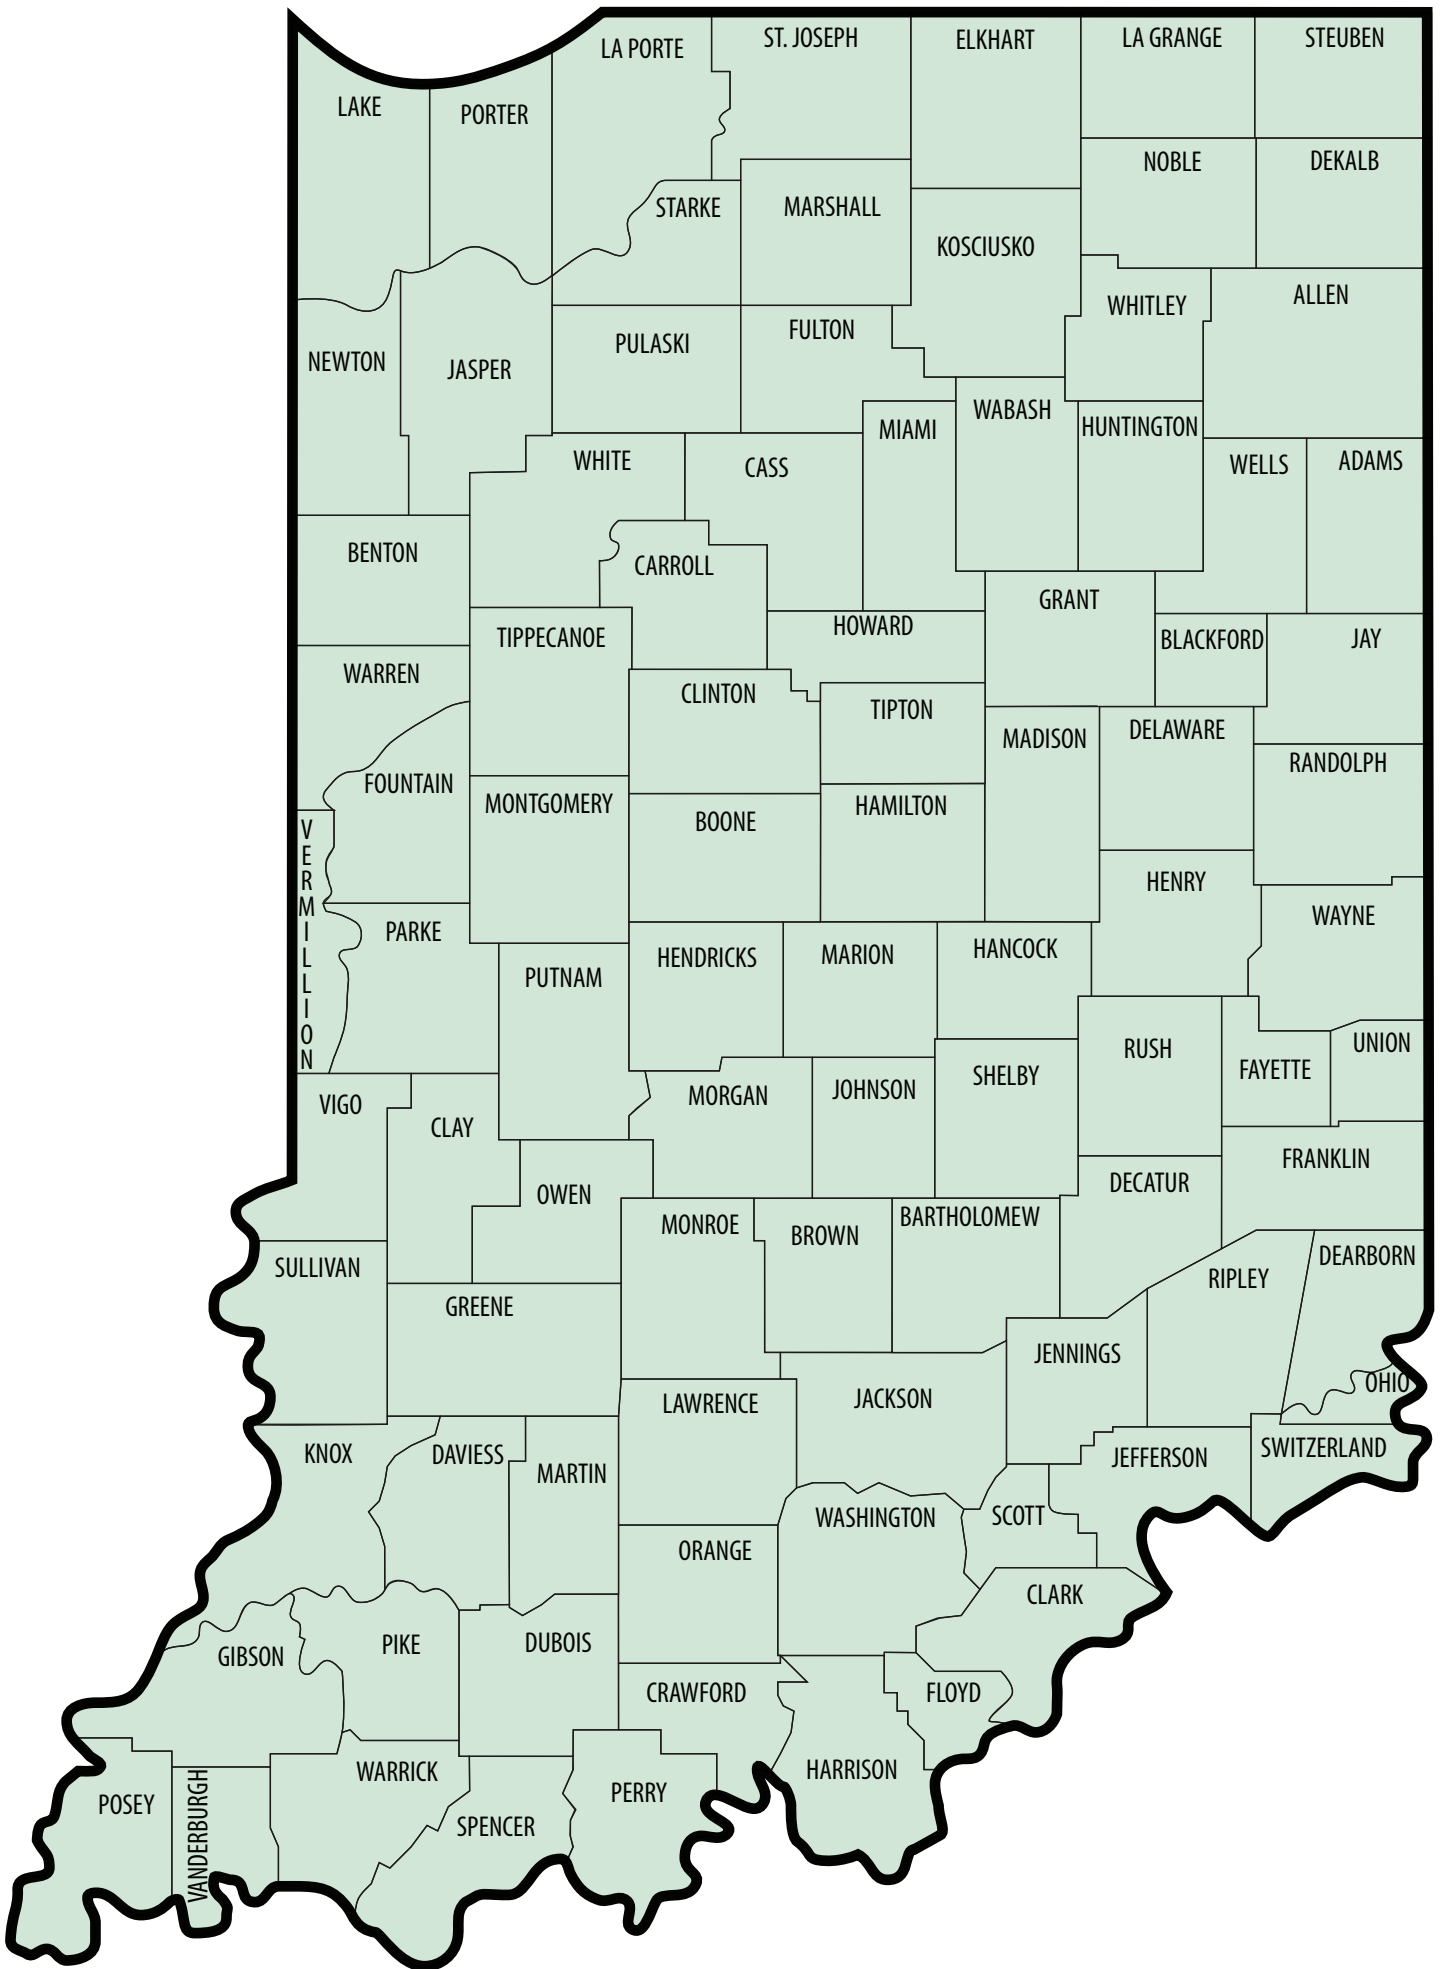 LA PORTE
ST. JOSEPH
ELKHART
LA GRANGE
STEUBEN
LAKE
PORTER
NOBLE
DEKALB
STARKE
MARSHALL
KOSCIUSKO
WHITLEY
ALLEN
NEWTON
JASPER
PULASKI
FULTON
MIAMI
WABASH
HUNTINGTON
WHITE
CASS
WELLS
ADAMS
BENTON
CARROLL
GRANT
HOWARD
BLACKFORD
JAY
TIPPECANOE
WARREN
CLINTON
TIPTON
MADISON
DELAWARE
RANDOLPH
FOUNTAIN
MONTGOMERY
BOONE
HAMILTON
VERMILLION
HENRY
WAYNE
PARKE
PUTNAM
HENDRICKS
MARION
HANCOCK
RUSH
FAYETTE
UNION
VIGO
CLAY
MORGAN
JOHNSON
SHELBY
FRANKLIN
DECATUR
OWEN
MONROE
BROWN
BARTHOLOMEW
SULLIVAN
GREENE
RIPLEY
DEARBORN
JENNINGS
OHIO
LAWRENCE
JACKSON
KNOX
DAVIESS
MARTIN
JEFFERSON
SWITZERLAND
WASHINGTON
SCOTT
ORANGE
CLARK
GIBSON
PIKE
DUBOIS
CRAWFORD
FLOYD
HARRISON
WARRICK
PERRY
POSEY
VANDERBURGH
SPENCER